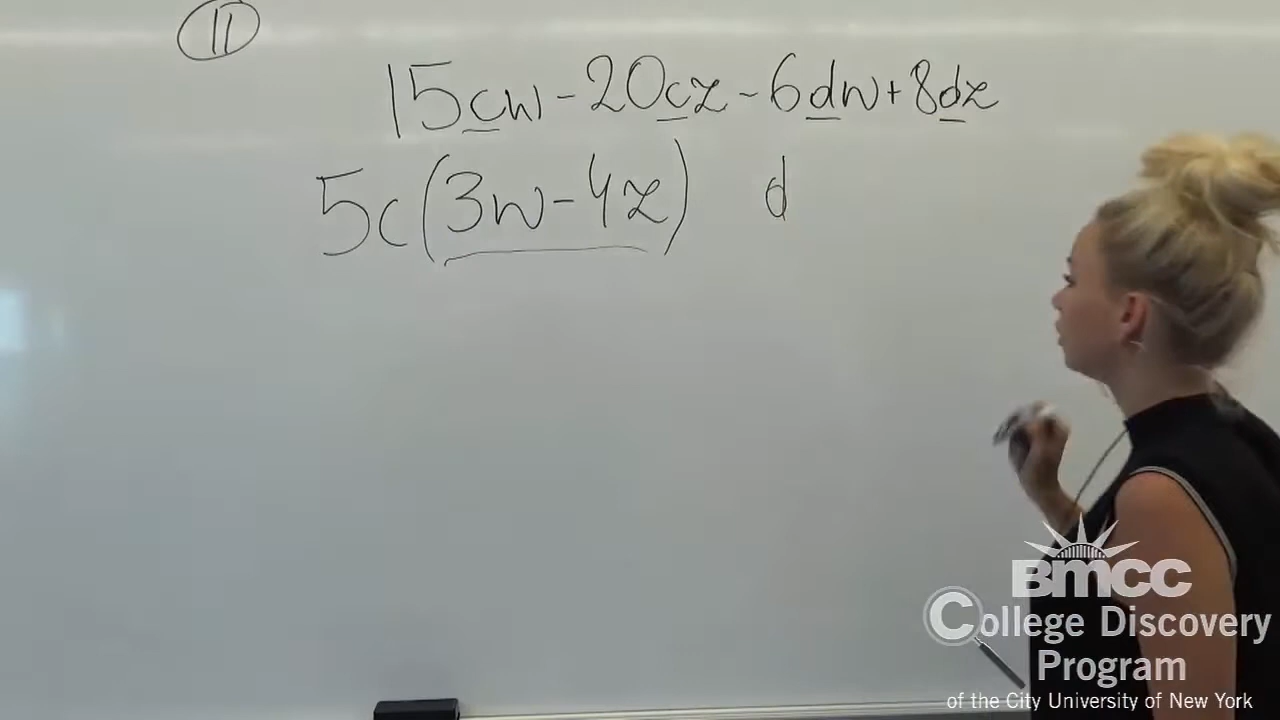 11
15cw - 20cz - 6dw + 8dz
5c(3w - 4z) d
BMCC
College Discovery
Program
of the City University of New York